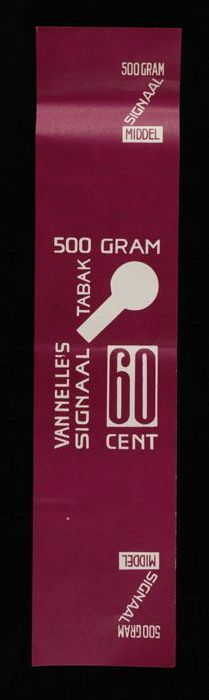 500 GRAM
SIGNAAL
MIDDEL
500 GRAM
VAN NELLE'S
SIGNAAL TABAK
60
CENT
MIDDEL
SIGNAAL
500 GRAM